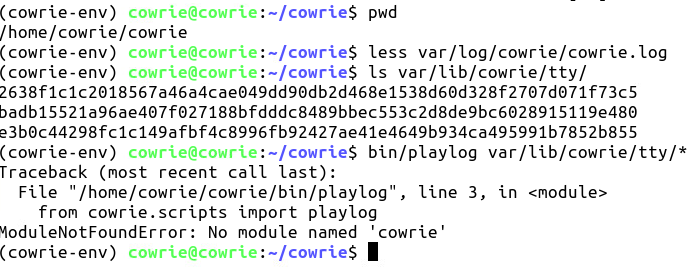 (cowrie-env) cowrie@cowrie:~/cowrie$ pwd
/home/cowrie/cowrie
(cowrie-env) cowrie@cowrie:~/cowrie$ less var/log/cowrie/cowrie.log
(cowrie-env) cowrie@cowrie:~/cowrie$ ls var/lib/cowrie/tty/
2638f1c1c2018567a46a4cae049dd90db2d468e1538d60d328f2707d071f73c5
badb15521a96ae407f027188bfdddc8489bbec553c2d8de9bc6028915119e480
e3b0c44298fc1c149afbf4c8996fb92427ae41e4649b934ca495991b7852b855
(cowrie-env) cowrie@cowrie:~/cowrie$ bin/playlog var/lib/cowrie/tty/*
Traceback (most recent call last):
  File "/home/cowrie/cowrie/bin/playlog", line 3, in <module>
    from cowrie.scripts import playlog
ModuleNotFoundError: No module named 'cowrie'
(cowrie-env) cowrie@cowrie:~/cowrie$